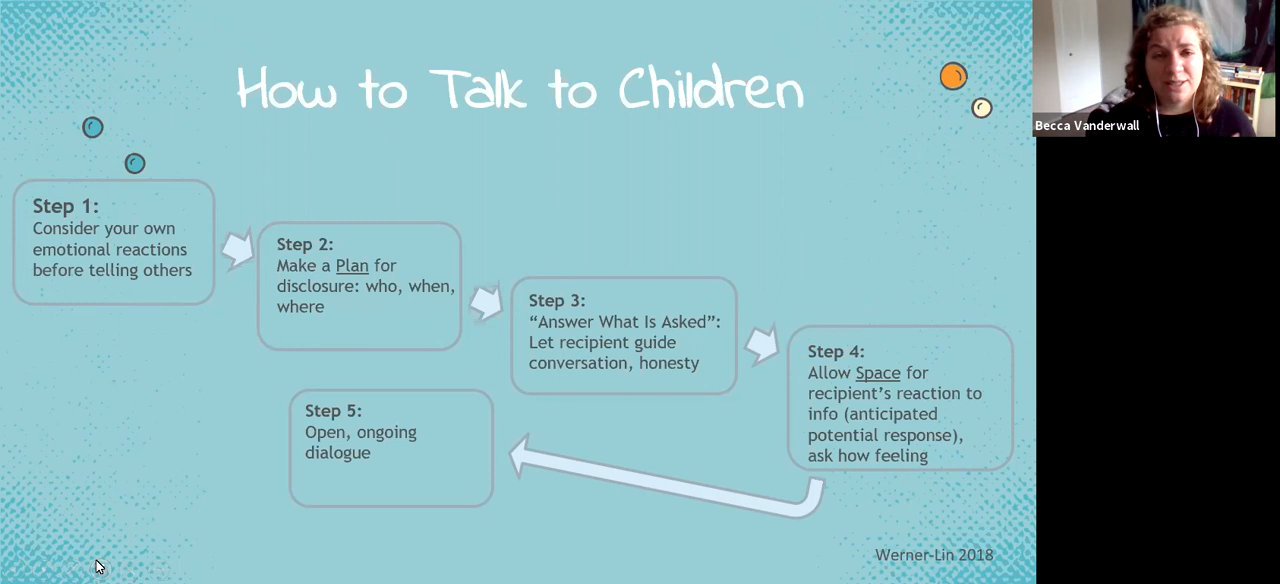 How to Talk to Children
Becca Vanderwall
Step 1:
Consider your own
emotional reactions
before telling others
Step 2:
Make a Plan for
disclosure: who, when,
where
Step 3:
“Answer What Is Asked”:
Let recipient guide
conversation, honesty
Step 4:
Allow Space for
recipient’s reaction to
info (anticipated
potential response),
ask how feeling
Step 5:
Open, ongoing
dialogue
Werner-Lin 2018